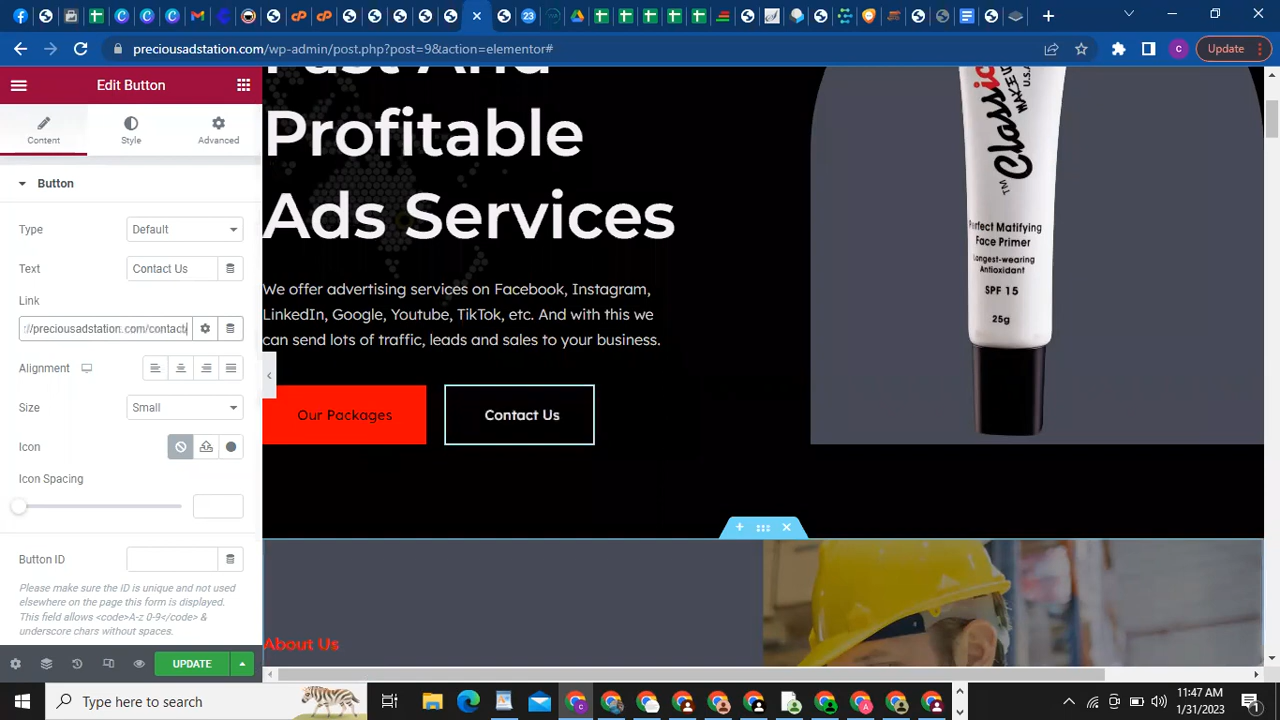 23
Update
preciousadstation.com/wp-admin/post.php?post=9&action=elementor#
Edit Button
Content
Style
Advanced
Button
Type
Default
Text
Contact Us
Link
://preciousadstation.com/contact
Alignment
Size
Small
Icon
Icon Spacing
Button ID
Please make sure the ID is unique and not used
elsewhere on the page this form is displayed.
This field allows <code>A-z 0-9</code> &
underscore chars without spaces.
UPDATE
Fast And
Profitable
Ads Services
We offer advertising services on Facebook, Instagram,
LinkedIn, Google, Youtube, TikTok, etc. And with this we
can send lots of traffic, leads and sales to your business.
Our Packages
Contact Us
About Us
U.S.A
TM
Perfect Matifying
Face Primer
Longest-wearing
Antioxidant
SPF 15
25g
Type here to search
11:47 AM
1/31/2023